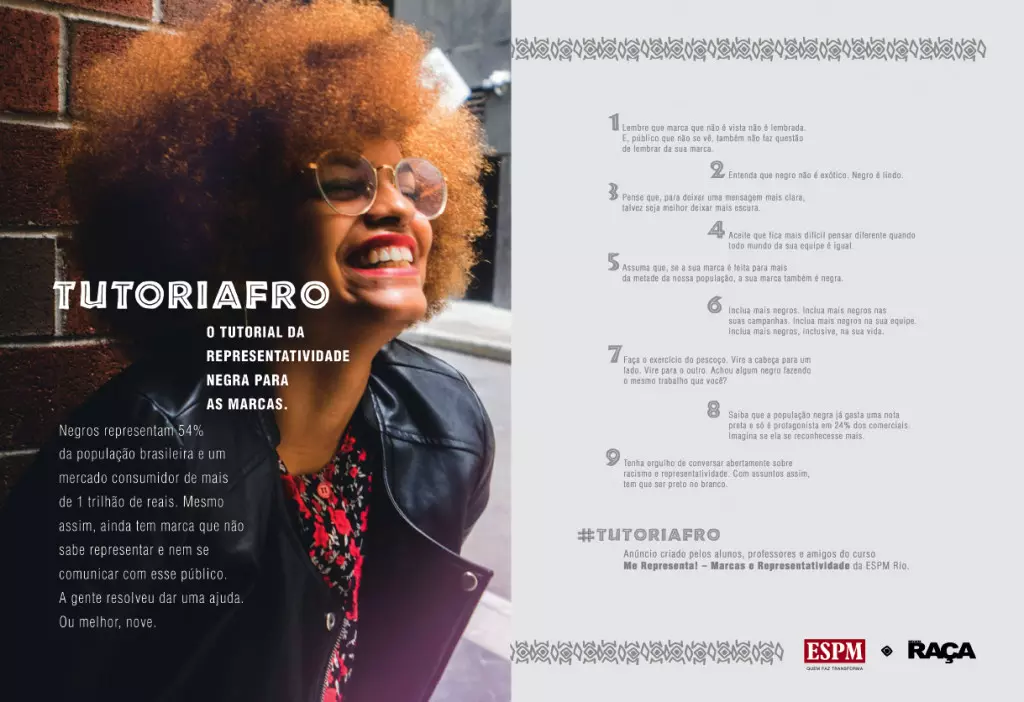 TUTORIAFRO
O TUTORIAL DA
REPRESENTATIVIDADE
NEGRA PARA
AS MARCAS.
Negros representam 54%
da população brasileira e um
mercado consumidor de mais
de 1 trilhão de reais. Mesmo
assim, ainda tem marca que não
sabe representar e nem se
comunicar com esse público.
A gente resolveu dar uma ajuda.
Ou melhor, nove.
1 Lembre que marca que não é vista não é lembrada.
E, público que não se vê, também não faz questão
de lembrar da sua marca.
2 Entenda que negro não é exótico. Negro é lindo.
3 Pense que, para deixar uma mensagem mais clara,
talvez seja melhor deixar mais escura.
4 Aceite que fica mais difícil pensar diferente quando
todo mundo da sua equipe é igual.
5 Assuma que, se a sua marca é feita para mais
da metade da nossa população, a sua marca também é negra.
6 Inclua mais negros. Inclua mais negros nas
suas campanhas. Inclua mais negros na sua equipe.
Inclua mais negros, inclusive, na sua vida.
7 Faça o exercício do pescoço. Vire a cabeça para um
lado. Vire para o outro. Achou algum negro fazendo
o mesmo trabalho que você?
8 Saiba que a população negra já gasta uma nota
preta e só é protagonista em 24% dos comerciais.
Imagina se ela se reconhecesse mais.
9 Tenha orgulho de conversar abertamente sobre
racismo e representatividade. Com assuntos assim,
tem que ser preto no branco.
#TUTORIAFRO
Anúncio criado pelos alunos, professores e amigos do curso
Me Representa! – Marcas e Representatividade da ESPM Rio.
ESPM
QUEM FAZ TRANSFORMA
RAÇA